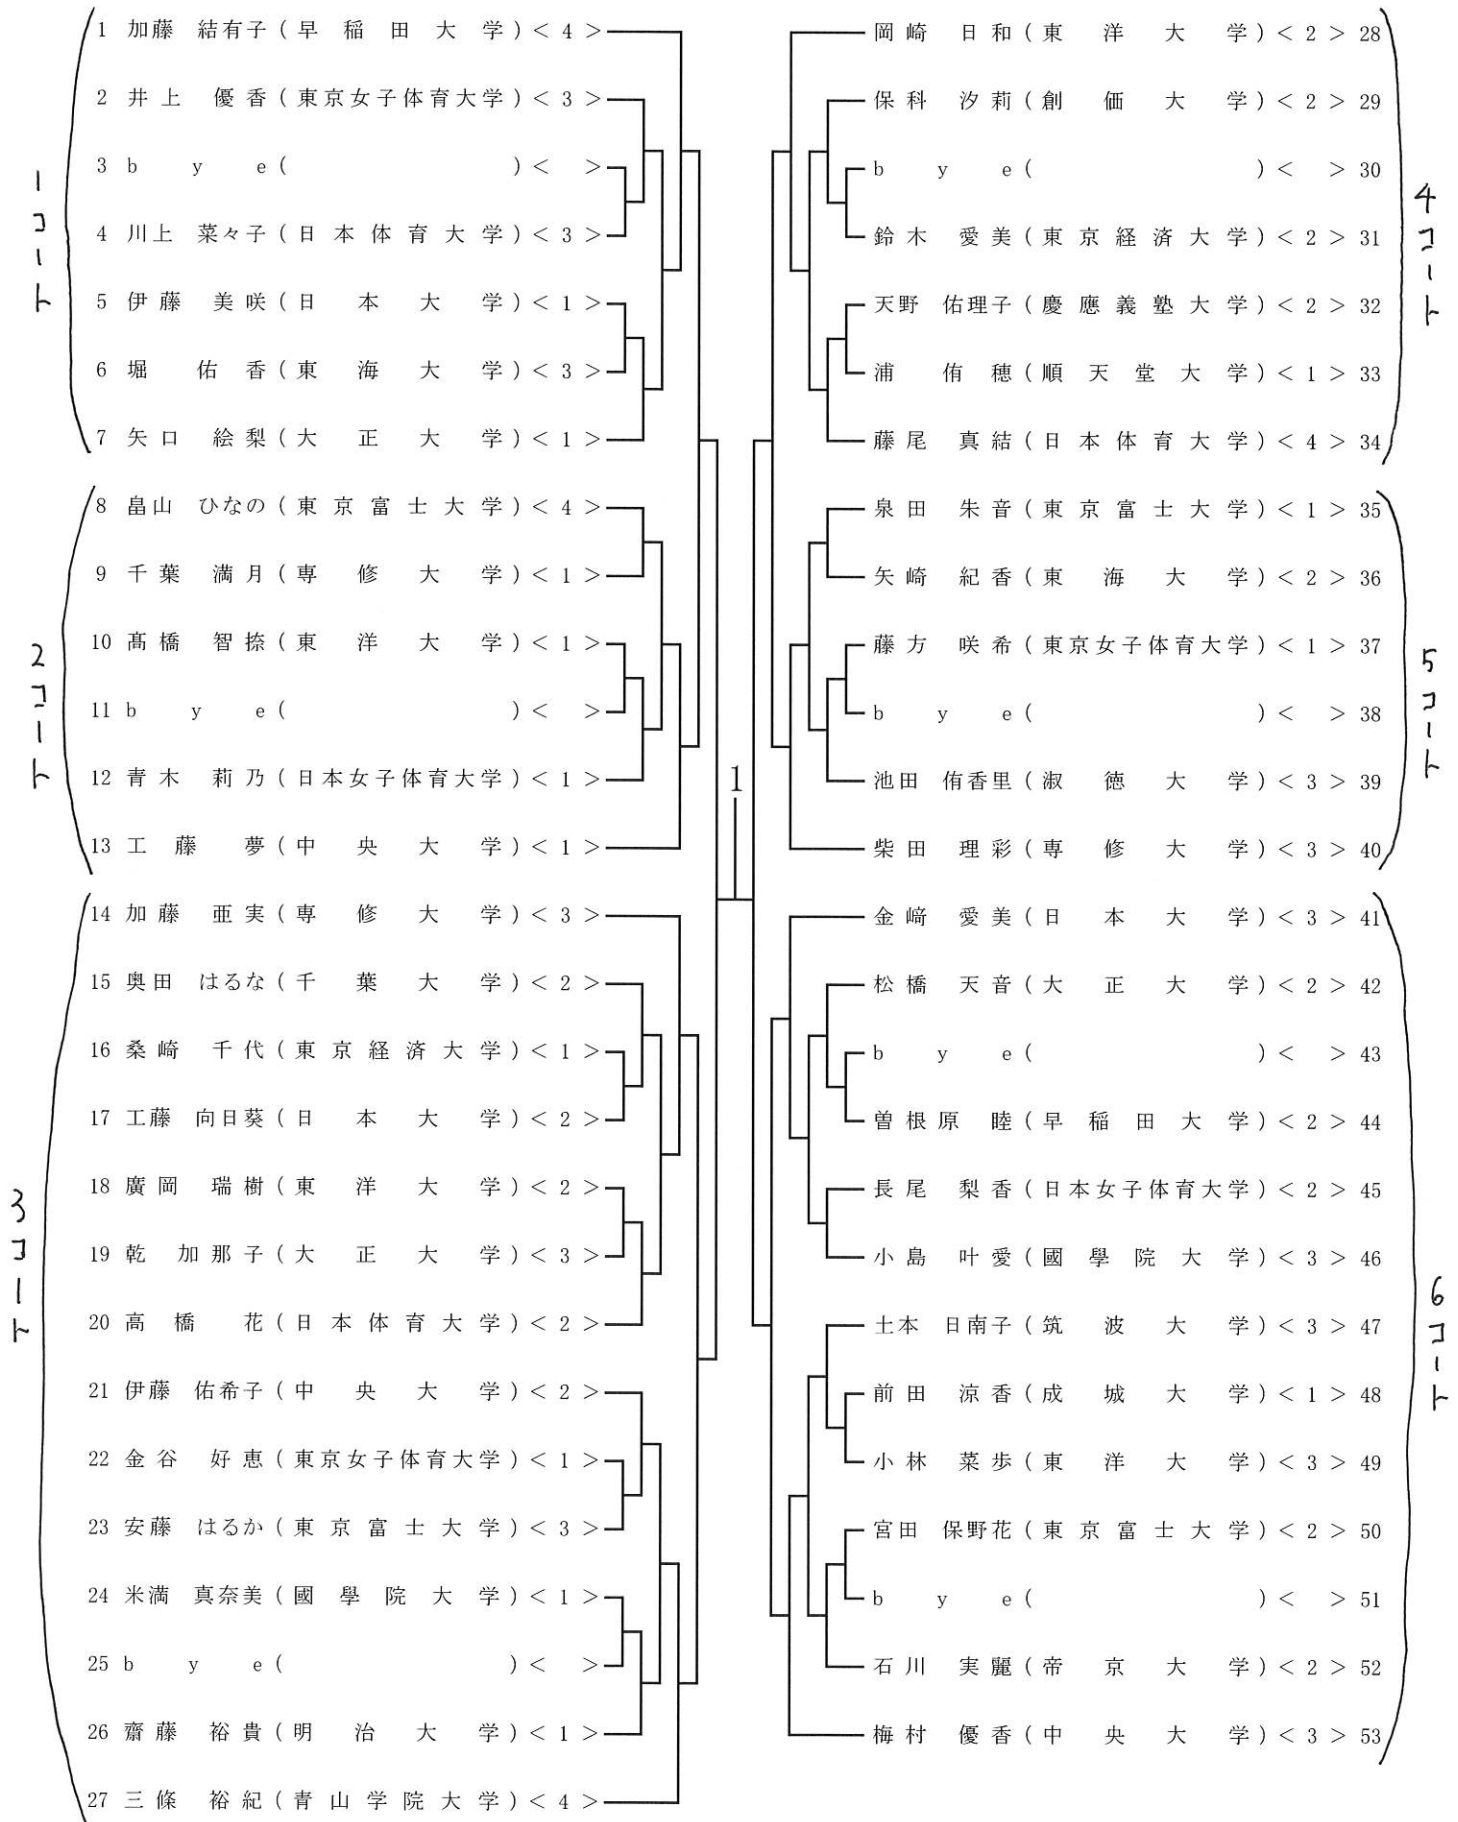 1コート
1 加藤 結有子 (早稲田大学) < 4 >
2 井上 優香 (東京女子体育大学) < 3 >
3 bye ( ) < >
4 川上 菜々子 (日本体育大学) < 3 >
5 伊藤 美咲 (日本大学) < 1 >
6 堀 佑香 (東海大学) < 3 >
7 矢口 絵梨 (大正大学) < 1 >
2コート
8 畠山 ひなの (東京富士大学) < 4 >
9 千葉 満月 (専修大学) < 1 >
10 髙橋 智捺 (東洋大学) < 1 >
11 bye ( ) < >
12 青木 莉乃 (日本女子体育大学) < 1 >
13 工藤 夢 (中央大学) < 1 >
3コート
14 加藤 亜実 (専修大学) < 3 >
15 奥田 はるな (千葉大学) < 2 >
16 桑崎 千代 (東京経済大学) < 1 >
17 工藤 向日葵 (日本大学) < 2 >
18 廣岡 瑞樹 (東洋大学) < 2 >
19 乾 加那子 (大正大学) < 3 >
20 高橋 花 (日本体育大学) < 2 >
21 伊藤 佑希子 (中央大学) < 2 >
22 金谷 好恵 (東京女子体育大学) < 1 >
23 安藤 はるか (東京富士大学) < 3 >
24 米満 真奈美 (國學院大学) < 1 >
25 bye ( ) < >
26 齋藤 裕貴 (明治大学) < 1 >
27 三條 裕紀 (青山学院大学) < 4 >
1
4コート
岡崎 日和 (東洋大学) < 2 > 28
保科 汐莉 (創価大学) < 2 > 29
bye ( ) < > 30
鈴木 愛美 (東京経済大学) < 2 > 31
天野 佑理子 (慶應義塾大学) < 2 > 32
浦 侑穂 (順天堂大学) < 1 > 33
藤尾 真結 (日本体育大学) < 4 > 34
5コート
泉田 朱音 (東京富士大学) < 1 > 35
矢崎 紀香 (東海大学) < 2 > 36
藤方 咲希 (東京女子体育大学) < 1 > 37
bye ( ) < > 38
池田 侑香里 (淑徳大学) < 3 > 39
柴田 理彩 (専修大学) < 3 > 40
6コート
金﨑 愛美 (日本大学) < 3 > 41
松橋 天音 (大正大学) < 2 > 42
bye ( ) < > 43
曽根原 睦 (早稲田大学) < 2 > 44
長尾 梨香 (日本女子体育大学) < 2 > 45
小島 叶愛 (國學院大学) < 3 > 46
土本 日南子 (筑波大学) < 3 > 47
前田 涼香 (成城大学) < 1 > 48
小林 菜歩 (東洋大学) < 3 > 49
宮田 保野花 (東京富士大学) < 2 > 50
bye ( ) < > 51
石川 実麗 (帝京大学) < 2 > 52
梅村 優香 (中央大学) < 3 > 53